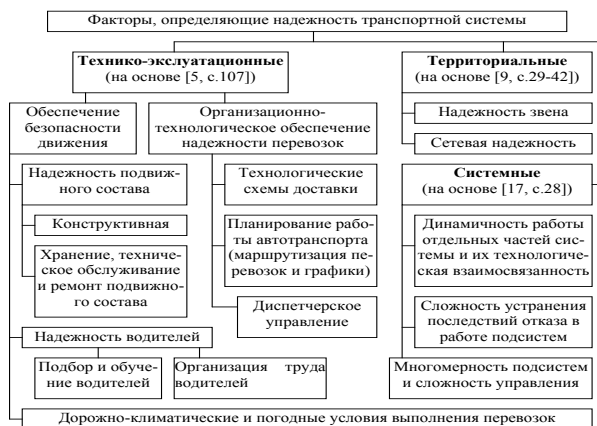 Факторы, определяющие надежность транспортной системы
Технико-эксплуатационные
(на основе [5, с.107])
Обеспечение
безопасности
движения
Организационно-
технологическое обеспечение
надежности перевозок
Надежность подвиж-
ного состава
Конструктивная
Хранение, техниче-
ское обслуживание
и ремонт подвижно-
го состава
Технологические
схемы доставки
Планирование рабо-
ты автотранспорта
(маршрутизация пе-
ревозок и графики)
Диспетчерское
управление
Надежность водителей
Подбор и обуче-
ние водителей
Организация труда
водителей
Дорожно-климатические и погодные условия выполнения перевозок
Территориальные
(на основе [9, с.29-42])
Надежность звена
Сетевая надежность
Системные
(на основе [17, с.28])
Динамичность работы
отдельных частей сис-
темы и их технологиче-
ская взаимосвязанность
Сложность устранения
последствий отказа в
работе подсистем
Многомерность подсистем
и сложность управления